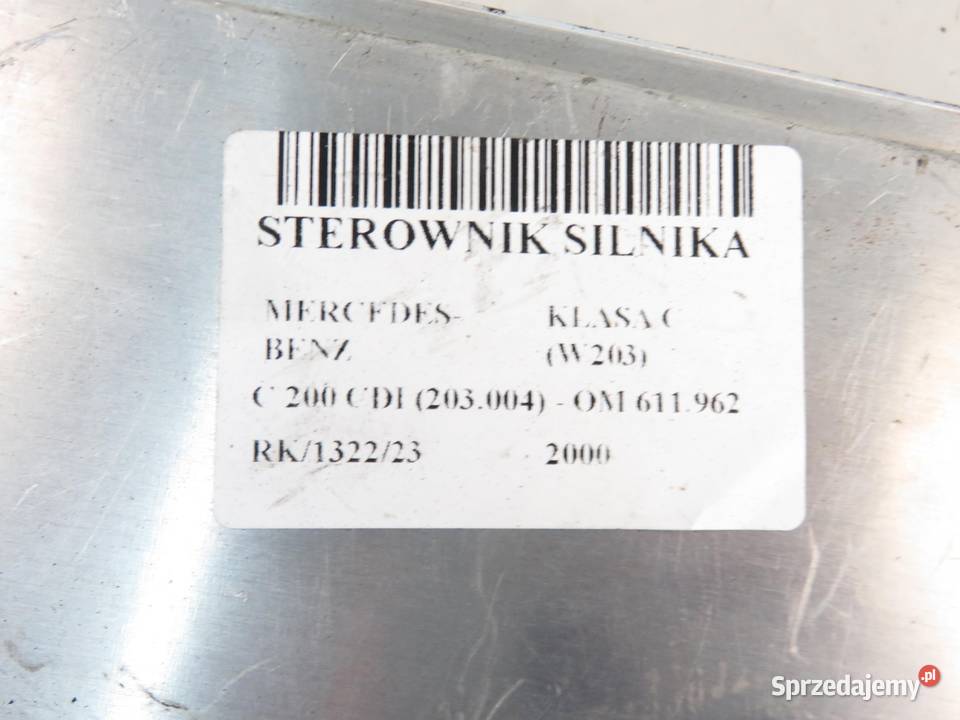 STEROWNIK SILNIKA
MERCEDES- KLASA C
BENZ (W203)
C 200 CDI (203.004) - OM 611.962
RK/1322/23 2000
Sprzedajemy.pl